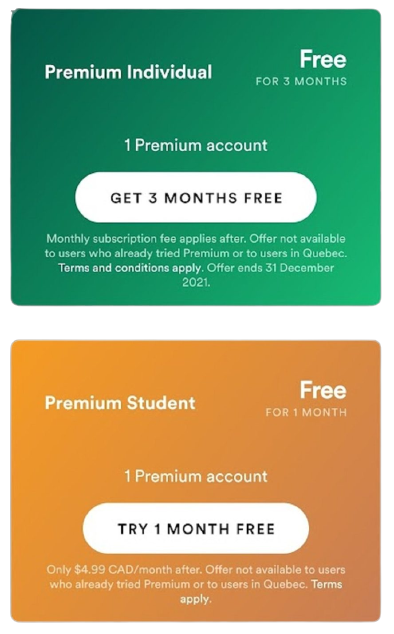 Premium Individual
Free
FOR 3 MONTHS
1 Premium account
GET 3 MONTHS FREE
Monthly subscription fee applies after. Offer not available
to users who already tried Premium or to users in Quebec.
Terms and conditions apply. Offer ends 31 December
2021.
Premium Student
Free
FOR 1 MONTH
1 Premium account
TRY 1 MONTH FREE
Only $4.99 CAD/month after. Offer not available to users
who already tried Premium or to users in Quebec. Terms
apply.